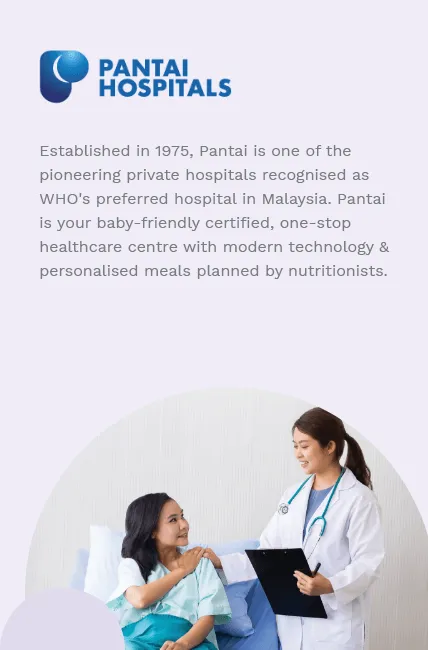 PANTAI
HOSPITALS
Established in 1975, Pantai is one of the
pioneering private hospitals recognised as
WHO's preferred hospital in Malaysia. Pantai
is your baby-friendly certified, one-stop
healthcare centre with modern technology &
personalised meals planned by nutritionists.